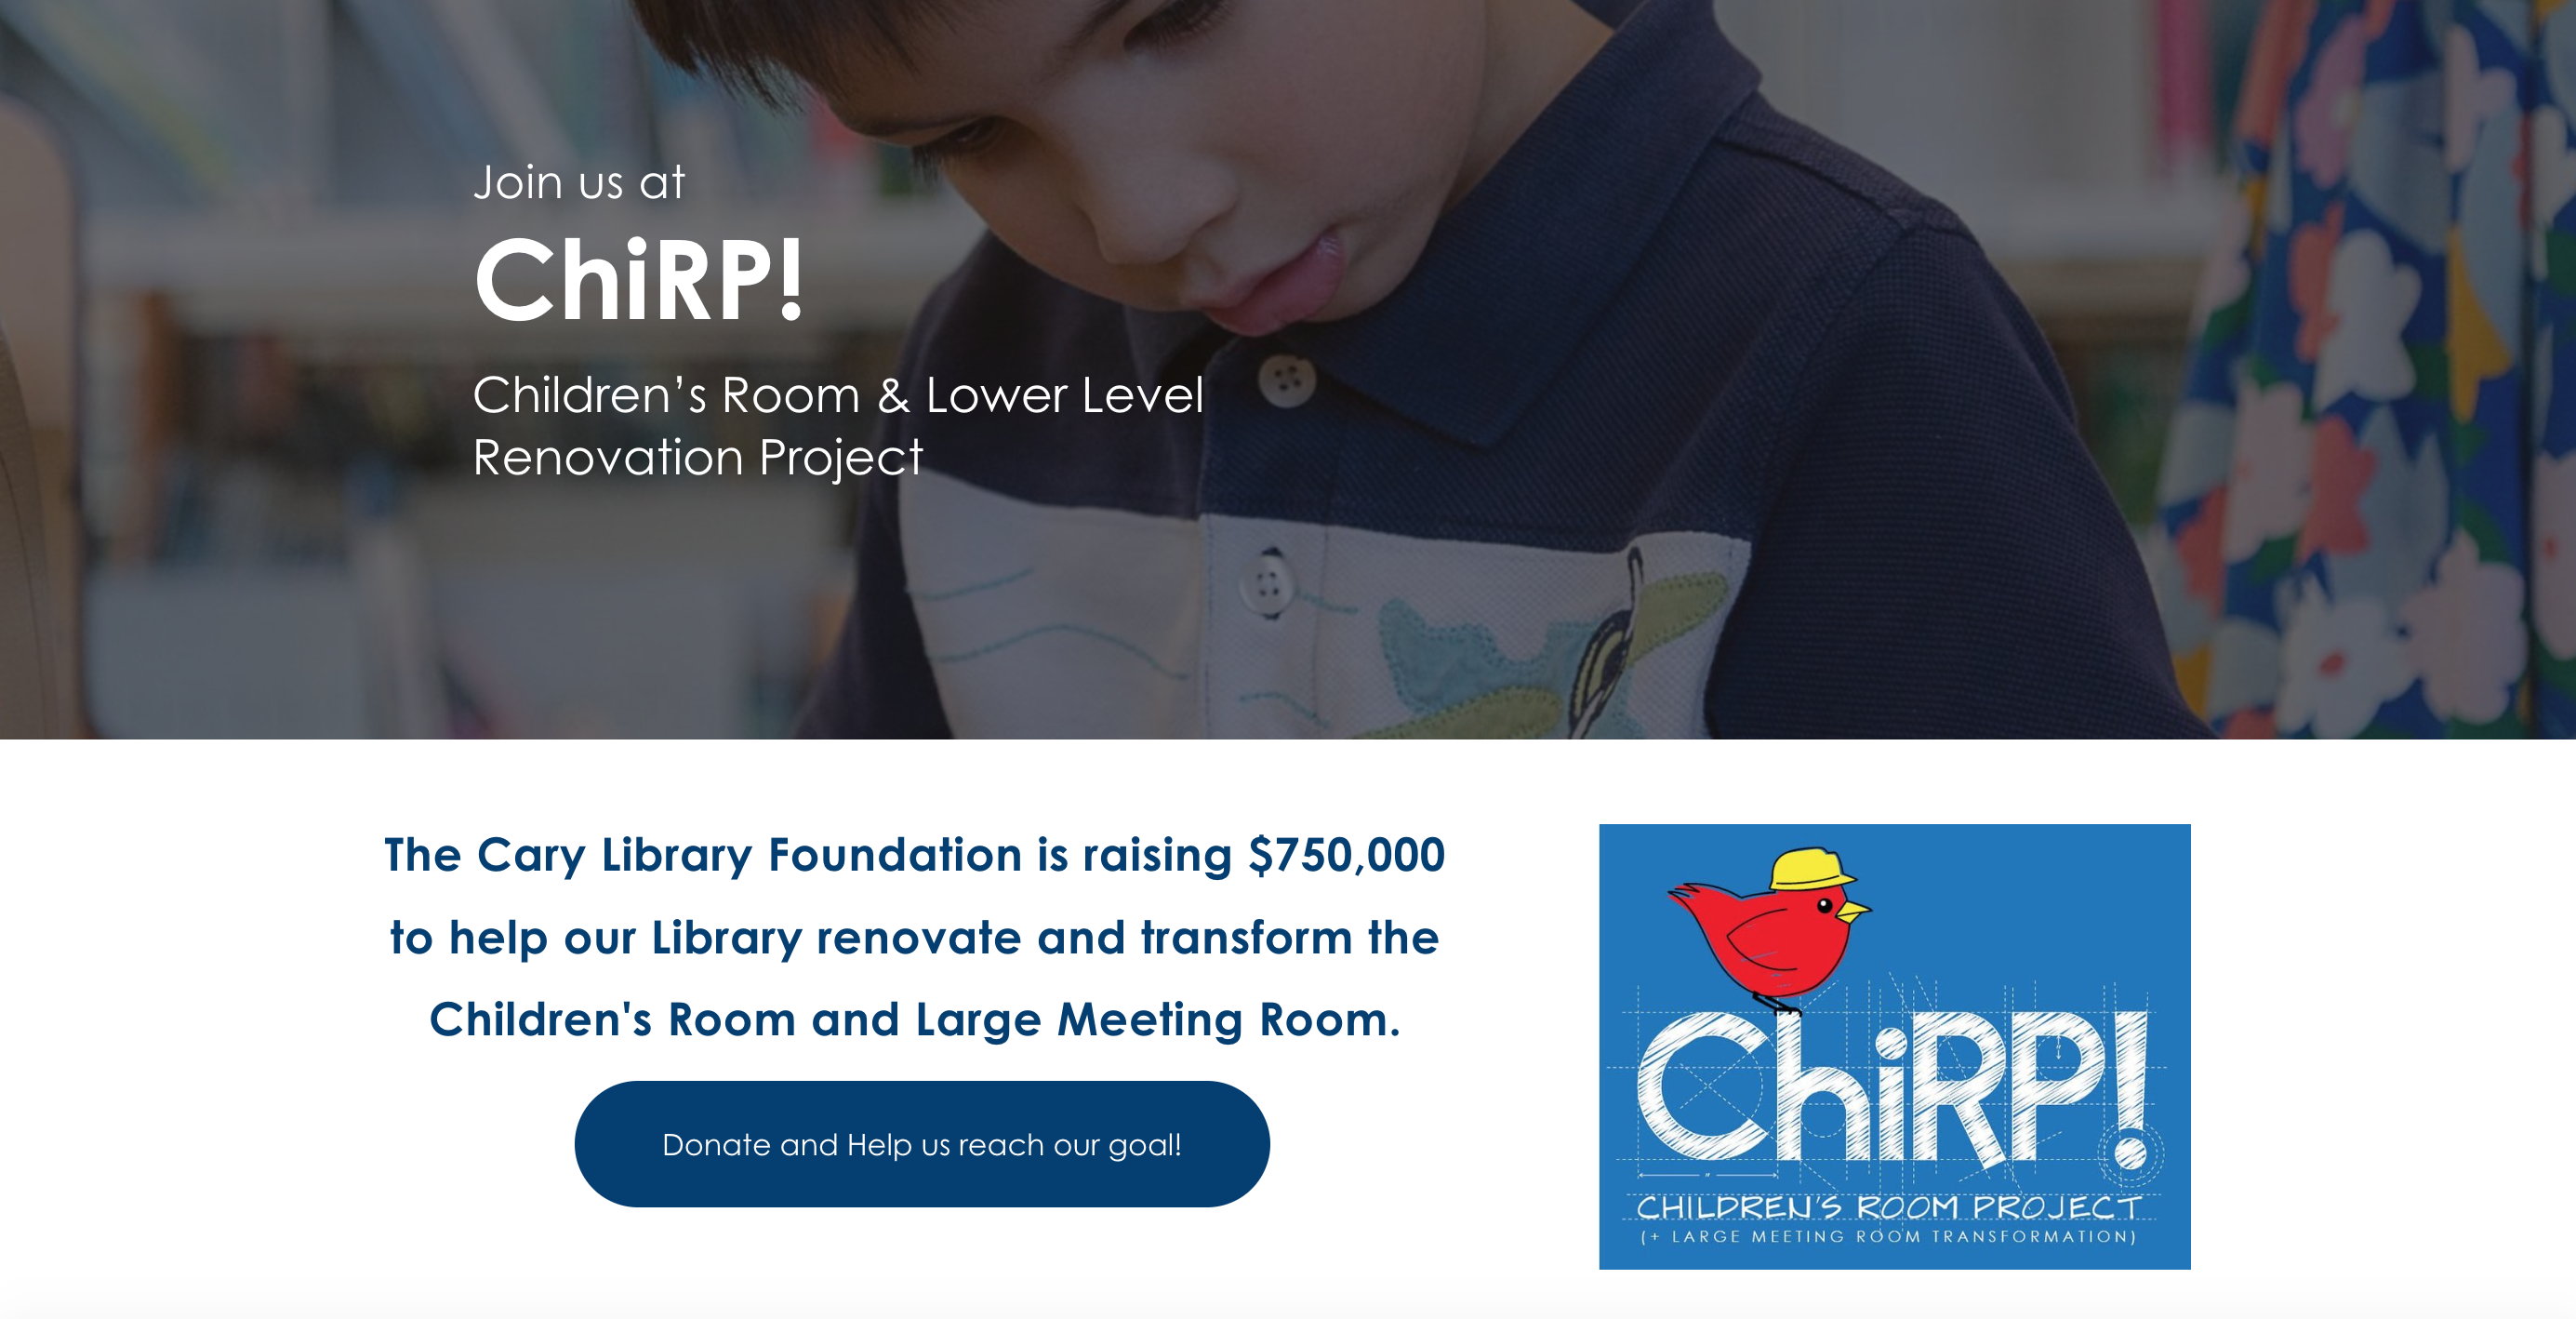 Join us at
ChiRP!
Children’s Room & Lower Level
Renovation Project
The Cary Library Foundation is raising $750,000
to help our Library renovate and transform the
Children's Room and Large Meeting Room.
Donate and Help us reach our goal!
ChiRP!
CHILDREN'S ROOM PROJECT
(+ LARGE MEETING ROOM TRANSFORMATION)